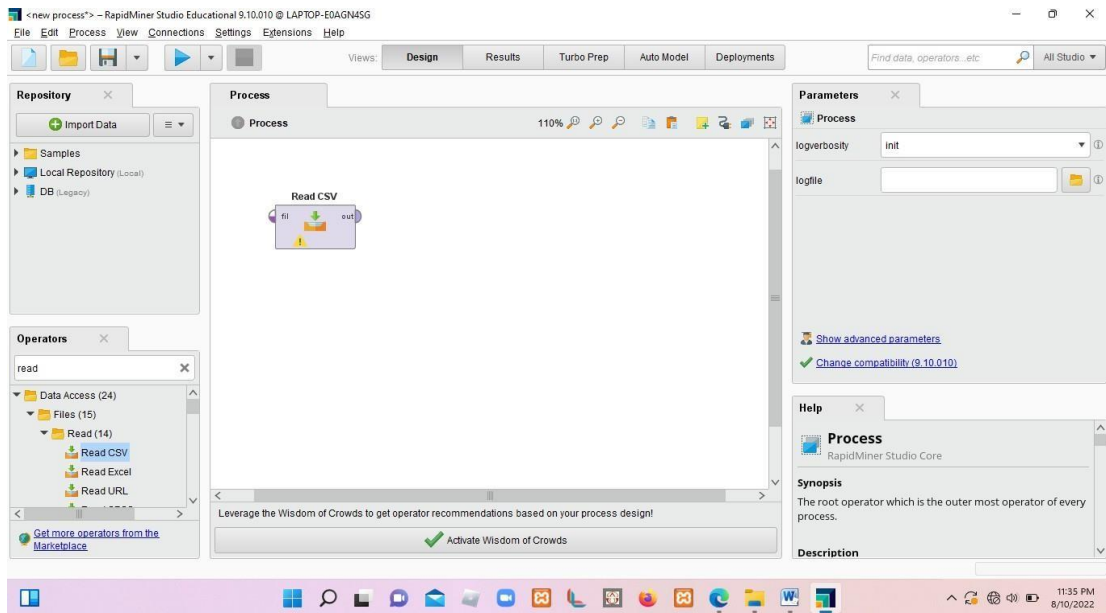 <new process*> – RapidMiner Studio Educational 9.10.010 @ LAPTOP-E0AGN4SG
File Edit Process View Connections Settings Extensions Help
Views: Design Results Turbo Prep Auto Model Deployments
Find data, operators...etc
All Studio
Repository
Import Data
Samples
Local Repository (Local)
DB (Legacy)
Operators
read
Data Access (24)
Files (15)
Read (14)
Read CSV
Read Excel
Read URL
Get more operators from the
Marketplace
Process
Process
110%
Read CSV
fil
out
Leverage the Wisdom of Crowds to get operator recommendations based on your process design!
Activate Wisdom of Crowds
Parameters
Process
logverbosity init
logfile
Show advanced parameters
Change compatibility (9.10.010)
Help
Process
RapidMiner Studio Core
Synopsis
The root operator which is the outer most operator of every
process.
Description
11:35 PM
8/10/2022